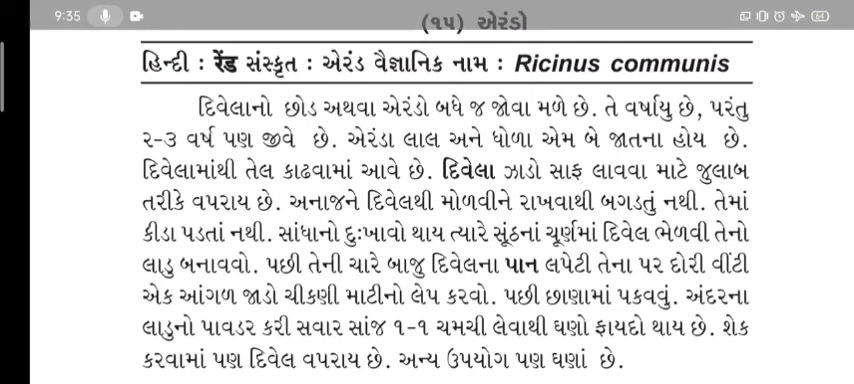 9:35
64
(૧૫) એરંડો
હિન્દી : रेंड સંસ્કૃત : એરંડ વૈજ્ઞાનિક નામ : Ricinus communis
દિવેલાનો છોડ અથવા એરંડો બધે જ જોવા મળે છે. તે વર્ષાયુ છે, પરંતુ
૨-૩ વર્ષ પણ જીવે છે. એરંડા લાલ અને ધોળા એમ બે જાતના હોય છે.
દિવેલામાંથી તેલ કાઢવામાં આવે છે. દિવેલા ઝાડો સાફ લાવવા માટે જુલાબ
તરીકે વપરાય છે. અનાજને દિવેલથી મોળવીને રાખવાથી બગડતું નથી. તેમાં
કીડા પડતાં નથી. સાંધાનો દુઃખાવો થાય ત્યારે સૂંઠનાં ચૂર્ણમાં દિવેલ ભેળવી તેનો
લાડુ બનાવવો. પછી તેની ચારે બાજુ દિવેલના પાન લપેટી તેના પર દોરી વીંટી
એક આંગળ જાડો ચીકણી માટીનો લેપ કરવો. પછી છાણામાં પકવવું. અંદરના
લાડુનો પાવડર કરી સવાર સાંજ ૧-૧ ચમચી લેવાથી ઘણો ફાયદો થાય છે. શેક
કરવામાં પણ દિવેલ વપરાય છે. અન્ય ઉપયોગ પણ ઘણાં છે.